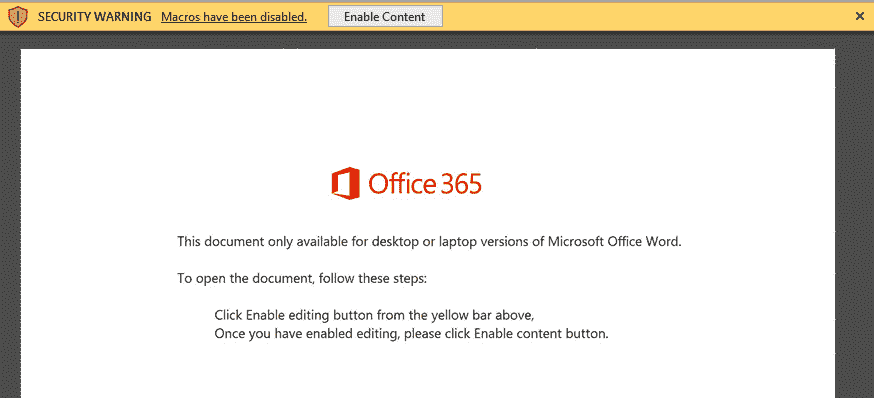 SECURITY WARNING Macros have been disabled. Enable Content
Office 365
This document only available for desktop or laptop versions of Microsoft Office Word.
To open the document, follow these steps:
Click Enable editing button from the yellow bar above,
Once you have enabled editing, please click Enable content button.